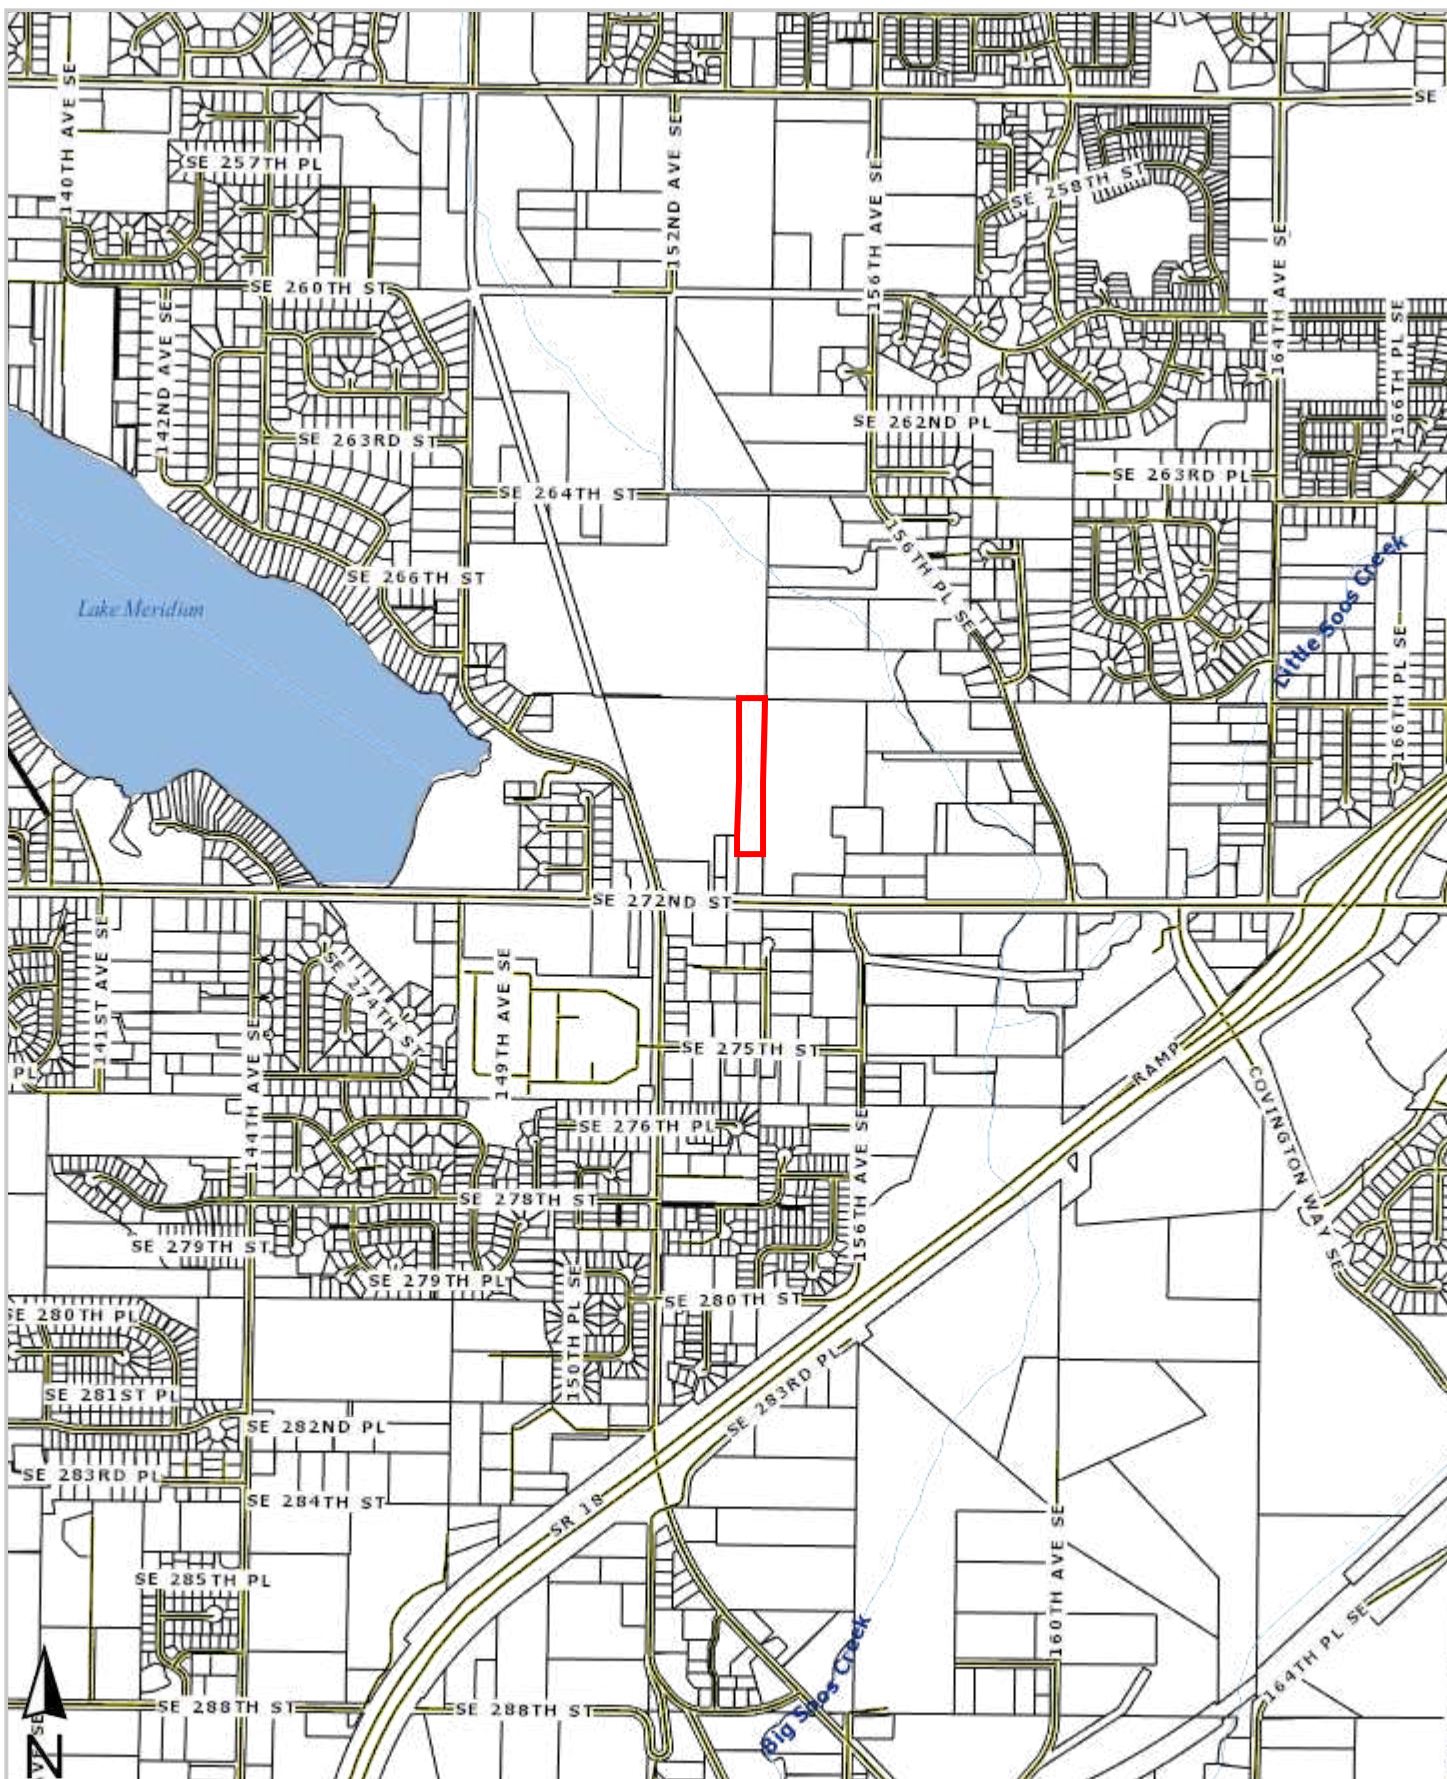 SE
140TH AVE SE
SE 257TH PL
152ND AVE SE
156TH AVE SE
SE 258TH ST
164TH AVE SE
SE 260TH ST
142ND AVE SE
166TH PL SE
SE 262ND PL
SE 263RD ST
SE 263RD PL
SE 264TH ST
156TH PL SE
SE 266TH ST
Lake Meridian
Little Soos Creek
166TH PL SE
SE 272ND ST
141ST AVE SE
SE 274TH ST
149TH AVE SE
144TH AVE SE
SE 275TH ST
PL
RAMP
COVINGTON WAY SE
SE 276TH PL
156TH AVE SE
SE 278TH ST
SE 279TH ST
SE 279TH PL
150TH PL SE
SE 280TH ST
SE 280TH PL
SE 283RD PL
SE 281ST PL
SE 282ND PL
SE 283RD PL
SE 284TH ST
SR 18
160TH AVE SE
SE 285TH PL
164TH PL SE
Big Soos Creek
SE 288TH ST
SE 288TH ST
VE SE
N